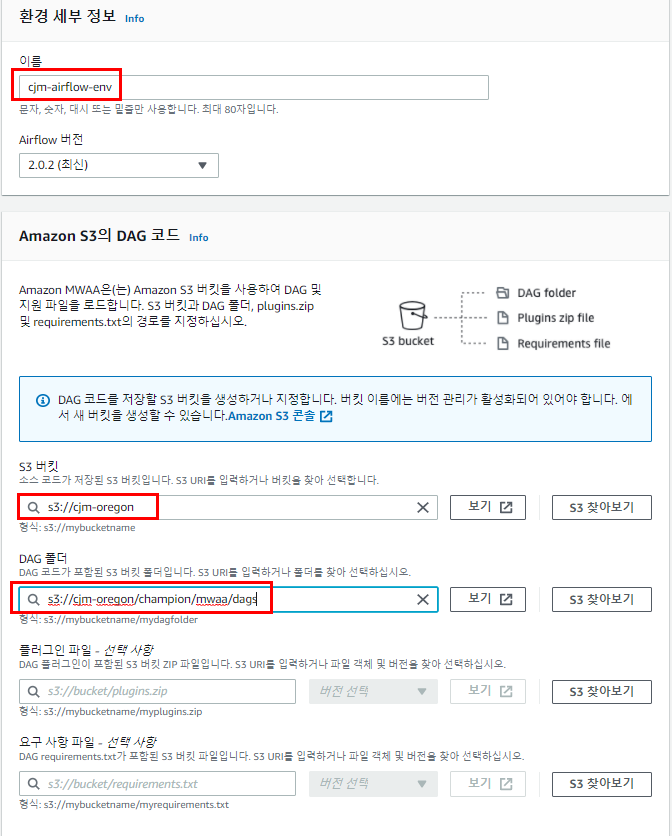 환경 세부 정보 Info
이름
cjm-airflow-env
문자, 숫자, 대시 또는 밑줄만 사용합니다. 최대 80자입니다.
Airflow 버전
2.0.2 (최신)
Amazon S3의 DAG 코드 Info
Amazon MWAA은(는) Amazon S3 버킷을 사용하여 DAG 및
지원 파일을 로드합니다. S3 버킷과 DAG 폴더, plugins.zip
및 requirements.txt의 경로를 지정하십시오.
S3 bucket
DAG folder
Plugins zip file
Requirements file
DAG 코드를 저장할 S3 버킷을 생성하거나 지정합니다. 버킷 이름에는 버전 관리가 활성화되어 있어야 합니다. 에
서 새 버킷을 생성할 수 있습니다.Amazon S3 콘솔
S3 버킷
소스 코드가 저장된 S3 버킷입니다. S3 URI를 입력하거나 버킷을 찾아 선택합니다.
s3://cjm-oregon 보기 S3 찾아보기
형식: s3://mybucketname
DAG 폴더
DAG 코드가 포함된 S3 버킷 폴더입니다. S3 URI를 입력하거나 폴더를 찾아 선택하십시오.
s3://cjm-oregon/champion/mwaa/dags 보기 S3 찾아보기
형식: s3://mybucketname/mydagfolder
플러그인 파일 - 선택 사항
DAG 플러그인이 포함된 S3 버킷 ZIP 파일입니다. S3 URI를 입력하거나 파일 객체 및 버전을 찾아 선택하십시오.
s3://bucket/plugins.zip 버전 선택 보기 S3 찾아보기
형식: s3://mybucketname/myplugins.zip
요구 사항 파일 - 선택 사항
DAG requirements.txt가 포함된 S3 버킷 파일입니다. S3 URI를 입력하거나 파일 객체 및 버전을 찾아 선택하십시오.
s3://bucket/requirements.txt 버전 선택 보기 S3 찾아보기
형식: s3://mybucketname/myrequirements.txt